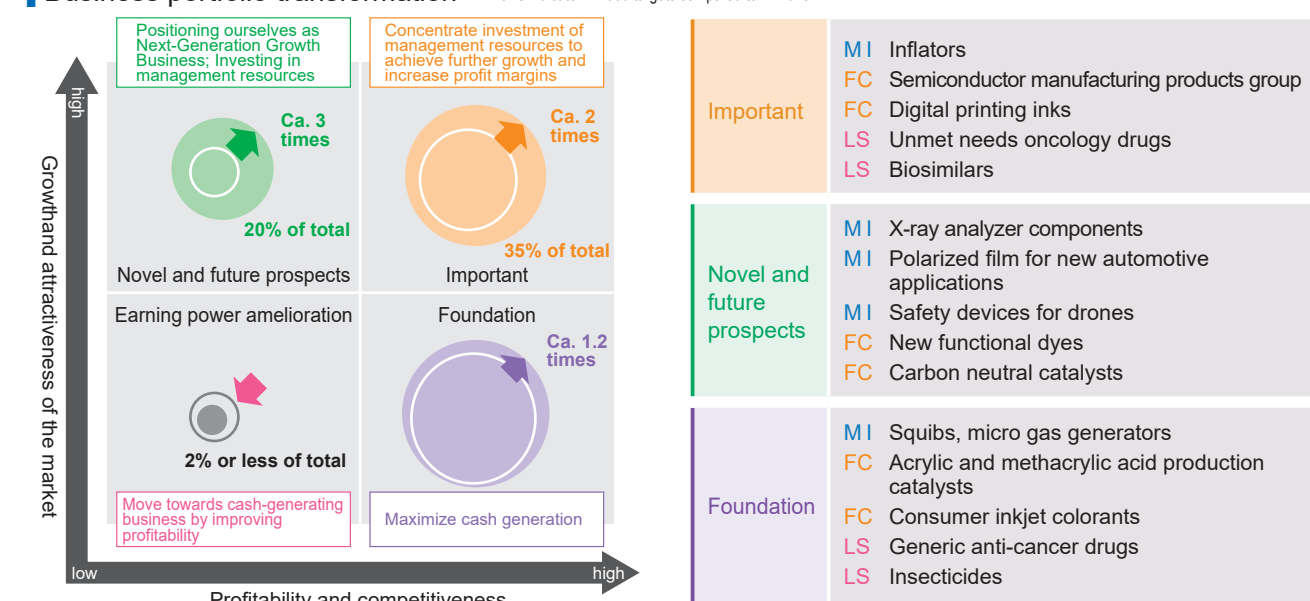 Business portfolio transformation
Positioning ourselves as
Next-Generation Growth
Business; Investing in
management resources
Concentrate investment of
management resources to
achieve further growth and
increase profit margins
high
Growthand attractiveness of the market
Ca. 3
times
20% of total
Novel and future prospects
Ca. 2
times
35% of total
Important
Earning power amelioration
2% or less of total
Move towards cash-generating
business by improving
profitability
Foundation
Ca. 1.2
times
Maximize cash generation
low
high
Profitability and competitiveness
Important
MI Inflators
FC Semiconductor manufacturing products group
FC Digital printing inks
LS Unmet needs oncology drugs
LS Biosimilars
Novel and
future
prospects
MI X-ray analyzer components
MI Polarized film for new automotive
applications
MI Safety devices for drones
FC New functional dyes
FC Carbon neutral catalysts
Foundation
MI Squibs, micro gas generators
FC Acrylic and methacrylic acid production
catalysts
FC Consumer inkjet colorants
LS Generic anti-cancer drugs
LS Insecticides